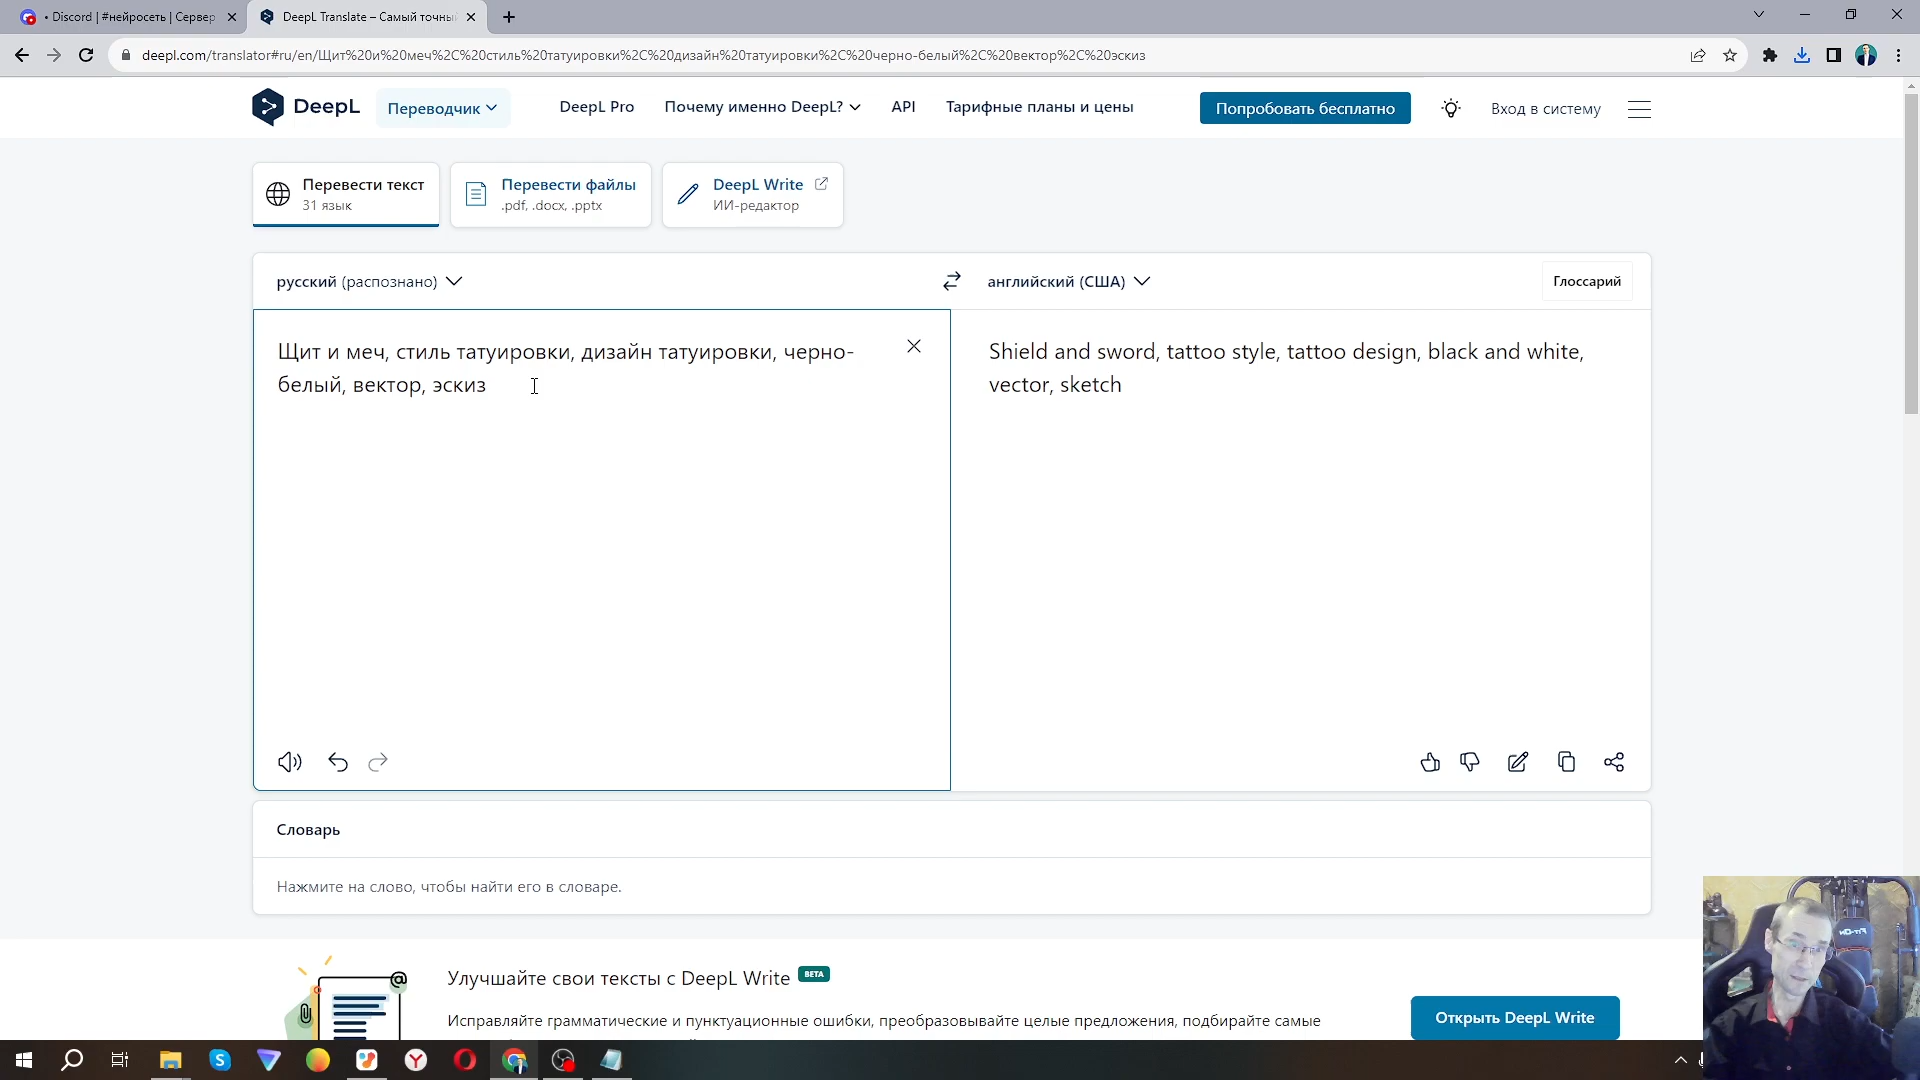 • Discord | #нейросеть | Сервер
DeepL Translate – Самый точны
deepl.com/translator#ru/en/Щит%20и%20меч%2C%20стиль%20татуировки%2C%20дизайн%20татуировки%2C%20черно-белый%2C%20вектор%2C%20эскиз
DeepL
Переводчик
DeepL Pro
Почему именно DeepL?
API
Тарифные планы и цены
Попробовать бесплатно
Вход в систему
Перевести текст
31 язык
Перевести файлы
.pdf, .docx, .pptx
DeepL Write
ИИ-редактор
русский (распознано)
английский (США)
Глоссарий
Щит и меч, стиль татуировки, дизайн татуировки, черно-
белый, вектор, эскиз
Shield and sword, tattoo style, tattoo design, black and white,
vector, sketch
Словарь
Нажмите на слово, чтобы найти его в словаре.
Улучшайте свои тексты с DeepL Write BETA
Исправляйте грамматические и пунктуационные ошибки, преобразовывайте целые предложения, подбирайте самые
Открыть DeepL Write